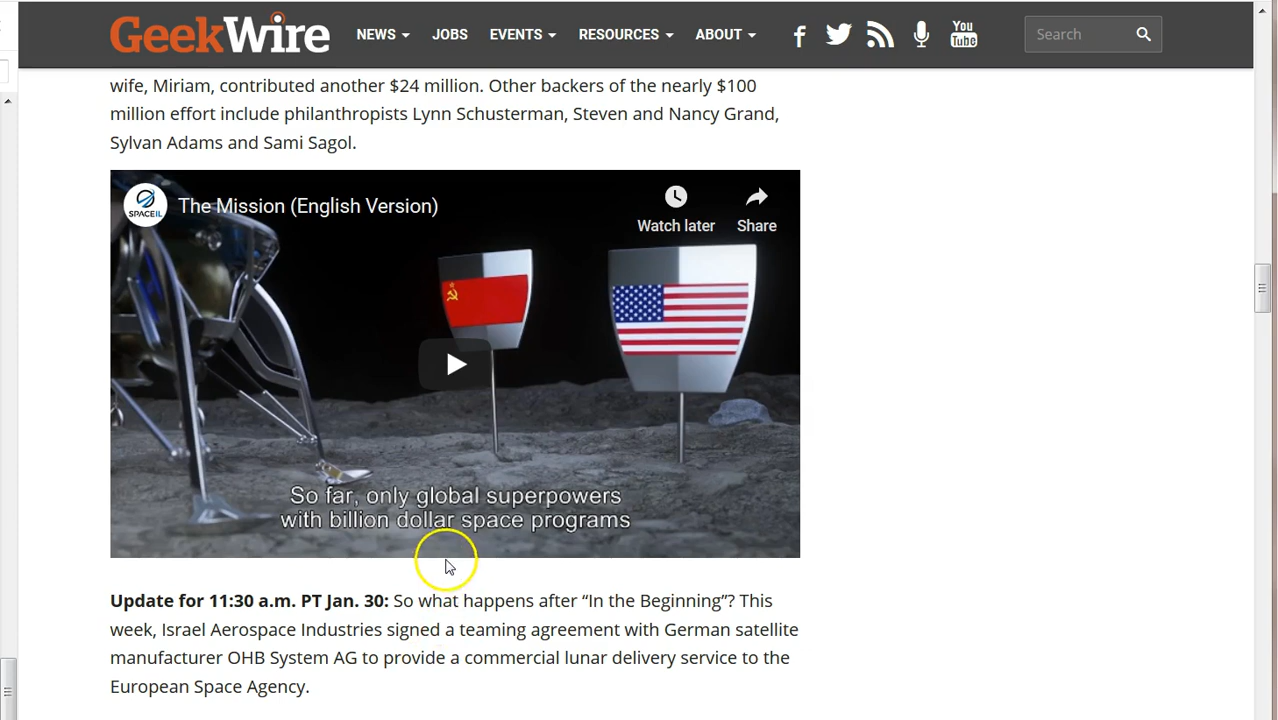 GeekWire NEWS JOBS EVENTS RESOURCES ABOUT You Tube Search
wife, Miriam, contributed another $24 million. Other backers of the nearly $100
million effort include philanthropists Lynn Schusterman, Steven and Nancy Grand,
Sylvan Adams and Sami Sagol.
SPACEIL The Mission (English Version) Watch later Share
So far, only global superpowers
with billion dollar space programs
Update for 11:30 a.m. PT Jan. 30: So what happens after “In the Beginning”? This
week, Israel Aerospace Industries signed a teaming agreement with German satellite
manufacturer OHB System AG to provide a commercial lunar delivery service to the
European Space Agency.